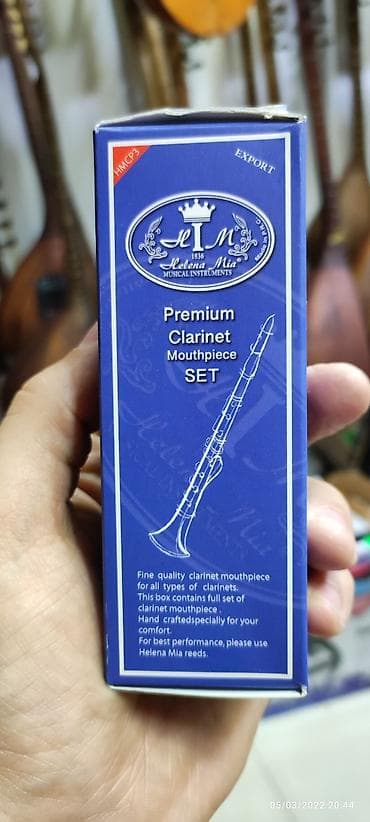 HMCP3
EXPORT
H I M
1836
Helena Mia®
MUSICAL INSTRUMENTS
Made in P.R.C
Premium
Clarinet
Mouthpiece
SET
Fine quality clarinet mouthpiece
for all types of clarinets.
This box contains full set of
clarinet mouthpiece .
Hand craftedspecially for your
comfort.
For best performance, please use
Helena Mia reeds.
05/03/2022 20:44